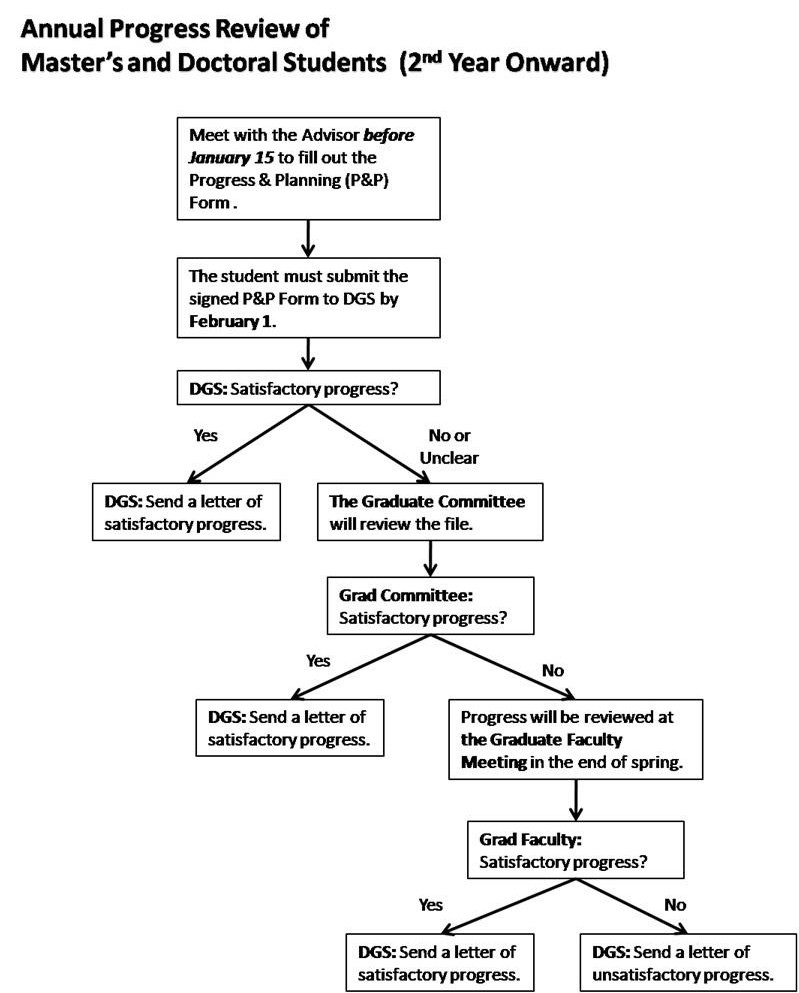 Annual Progress Review of
Master's and Doctoral Students (2nd Year Onward)
Meet with the Advisor before
January 15 to fill out the
Progress & Planning (P&P)
Form .
The student must submit the
signed P&P Form to DGS by
February 1.
DGS: Satisfactory progress?
Yes
No or
Unclear
DGS: Send a letter of
satisfactory progress.
The Graduate Committee
will review the file.
Grad Committee:
Satisfactory progress?
Yes
No
DGS: Send a letter of
satisfactory progress.
Progress will be reviewed at
the Graduate Faculty
Meeting in the end of spring.
Grad Faculty:
Satisfactory progress?
Yes
No
DGS: Send a letter of
satisfactory progress.
DGS: Send a letter of
unsatisfactory progress.